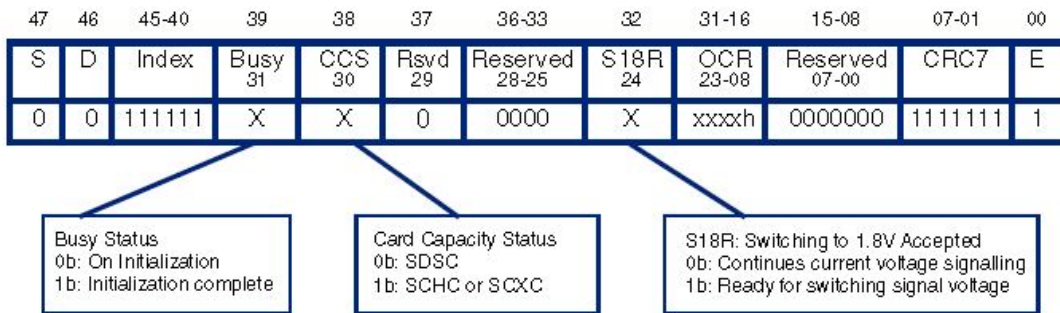 47 46 45-40 39 38 37 36-33 32 31-16 15-08 07-01 00
S D Index Busy CCS Rsvd Reserved S18R OCR Reserved CRC7 E
31 30 29 28-25 24 23-08 07-00
0 0 111111 X X 0 0000 X xxxxh 0000000 1111111 1
Busy Status
0b: On Initialization
1b: Initialization complete
Card Capacity Status
0b: SDSC
1b: SCHC or SCXC
S18R: Switching to 1.8V Accepted
0b: Continues current voltage signalling
1b: Ready for switching signal voltage